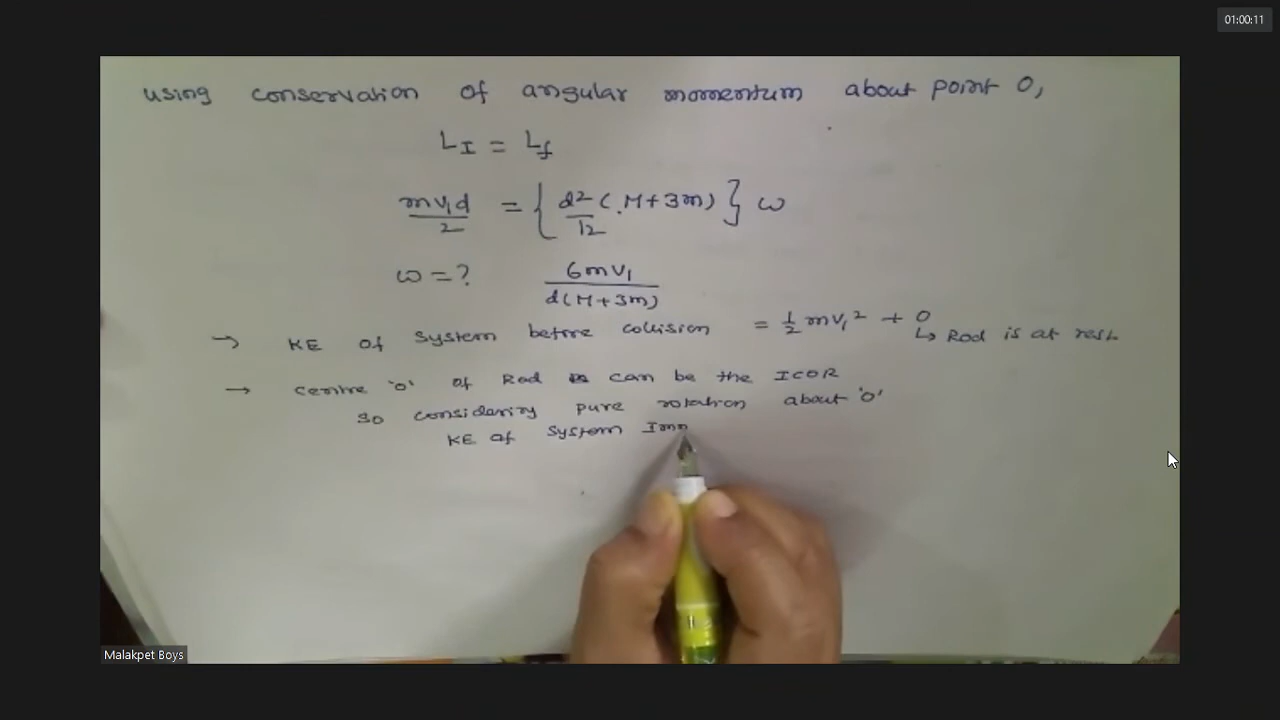 01:00:11
using conservation of angular momentum about point O,
L_I = L_f
mv₁d/2 = { d²/12 (M+3m) } ω
ω = ? 6mv₁/d(M+3m)
→ KE of system before collision = ½ mv₁² + 0
↳ Rod is at rest
→ centre 'o' of Rod can be the ICOR
so considering pure rotation about 'o'
KE of system Imm
Malakpet Boys